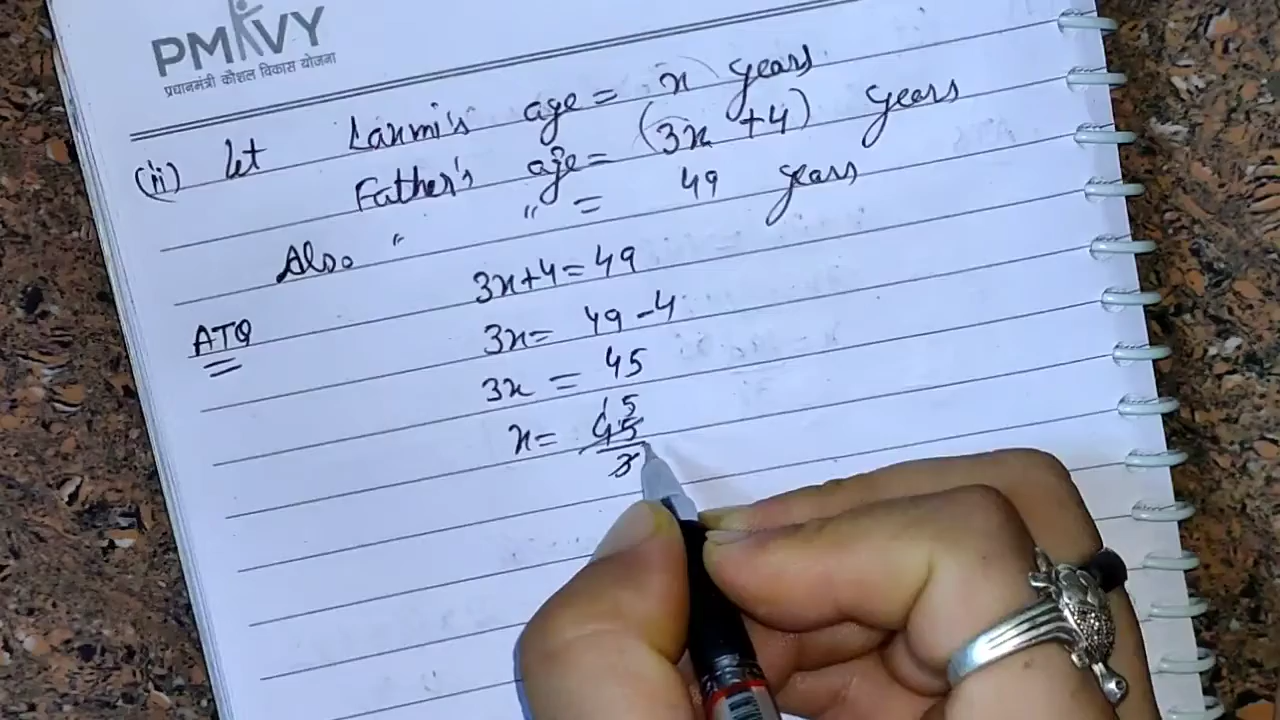 PMKVY
प्रधानमंत्री कौशल विकास योजना
(ii) Let Laxmi's age = x years
Father's age = (3x + 4) years
Also " " = 49 years
ATQ 3x+4 = 49
3x = 49 - 4
3x = 45
x = 45/3 15